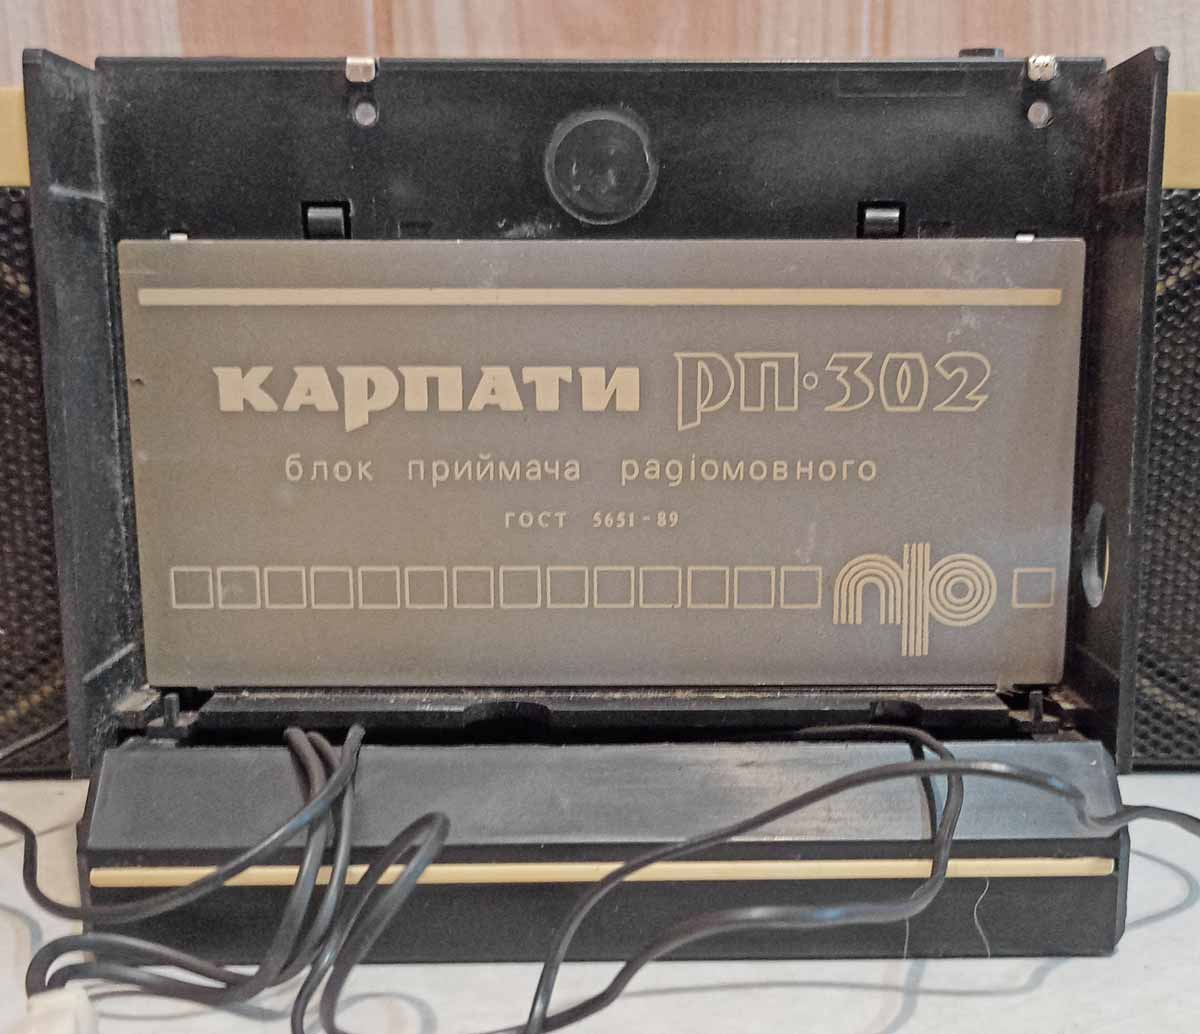 КАРПАТИ РП·302
блок приймача радіомовного
ГОСТ 5651-89